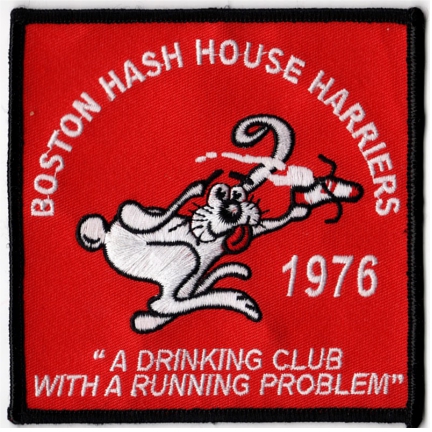 BOSTON HASH HOUSE HARRIERS
1976
“ A DRINKING CLUB
WITH A RUNNING PROBLEM”